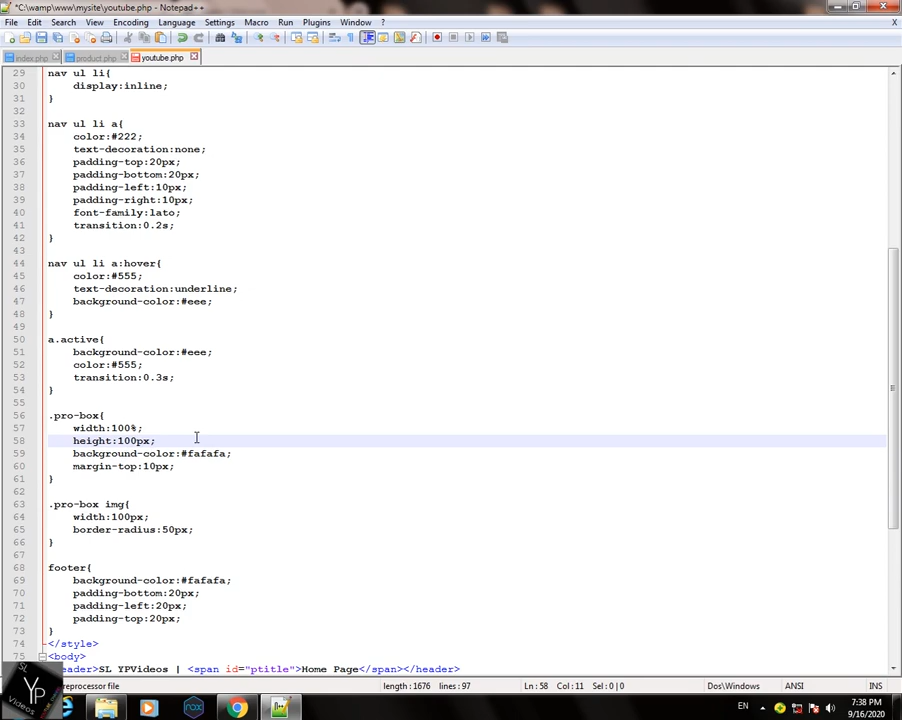 *C:\wamp\www\mysite\youtube.php - Notepad++
File Edit Search View Encoding Language Settings Macro Run Plugins Window ?
X
index.php product.php youtube.php
29 nav ul li{
30 display:inline;
31 }
32
33 nav ul li a{
34 color:#222;
35 text-decoration:none;
36 padding-top:20px;
37 padding-bottom:20px;
38 padding-left:10px;
39 padding-right:10px;
40 font-family:lato;
41 transition:0.2s;
42 }
43
44 nav ul li a:hover{
45 color:#555;
46 text-decoration:underline;
47 background-color:#eee;
48 }
49
50 a.active{
51 background-color:#eee;
52 color:#555;
53 transition:0.3s;
54 }
55
56 .pro-box{
57 width:100%;
58 height:100px;
59 background-color:#fafafa;
60 margin-top:10px;
61 }
62
63 .pro-box img{
64 width:100px;
65 border-radius:50px;
66 }
67
68 footer{
69 background-color:#fafafa;
70 padding-bottom:20px;
71 padding-left:20px;
72 padding-top:20px;
73 }
74 </style>
75 <body>
eader>SL YPVideos | <span id="ptitle">Home Page</span></header>
reprocessor file length : 1676 lines : 97 Ln : 58 Col : 11 Sel : 0 | 0 Dos\Windows ANSI INS
SL
YP
Videos
nox
EN
7:38 PM
9/16/2020